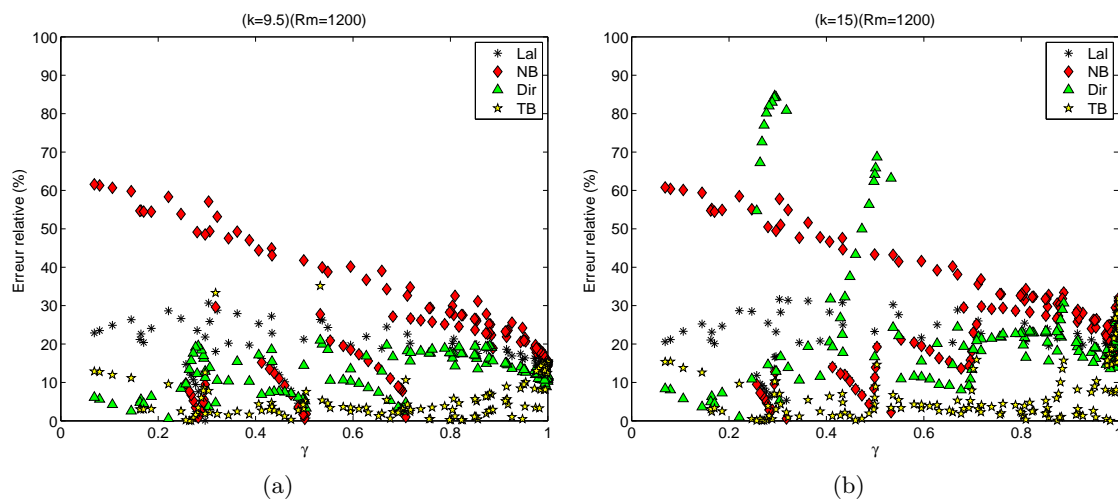 (k=9.5)(Rm=1200)
100
90
80
70
60
50
40
30
20
10
0
Erreur relative (%)
0 0.2 0.4 0.6 0.8 1
γ
Lal
NB
Dir
TB
(a)
(k=15)(Rm=1200)
100
90
80
70
60
50
40
30
20
10
0
Erreur relative (%)
0 0.2 0.4 0.6 0.8 1
γ
Lal
NB
Dir
TB
(b)